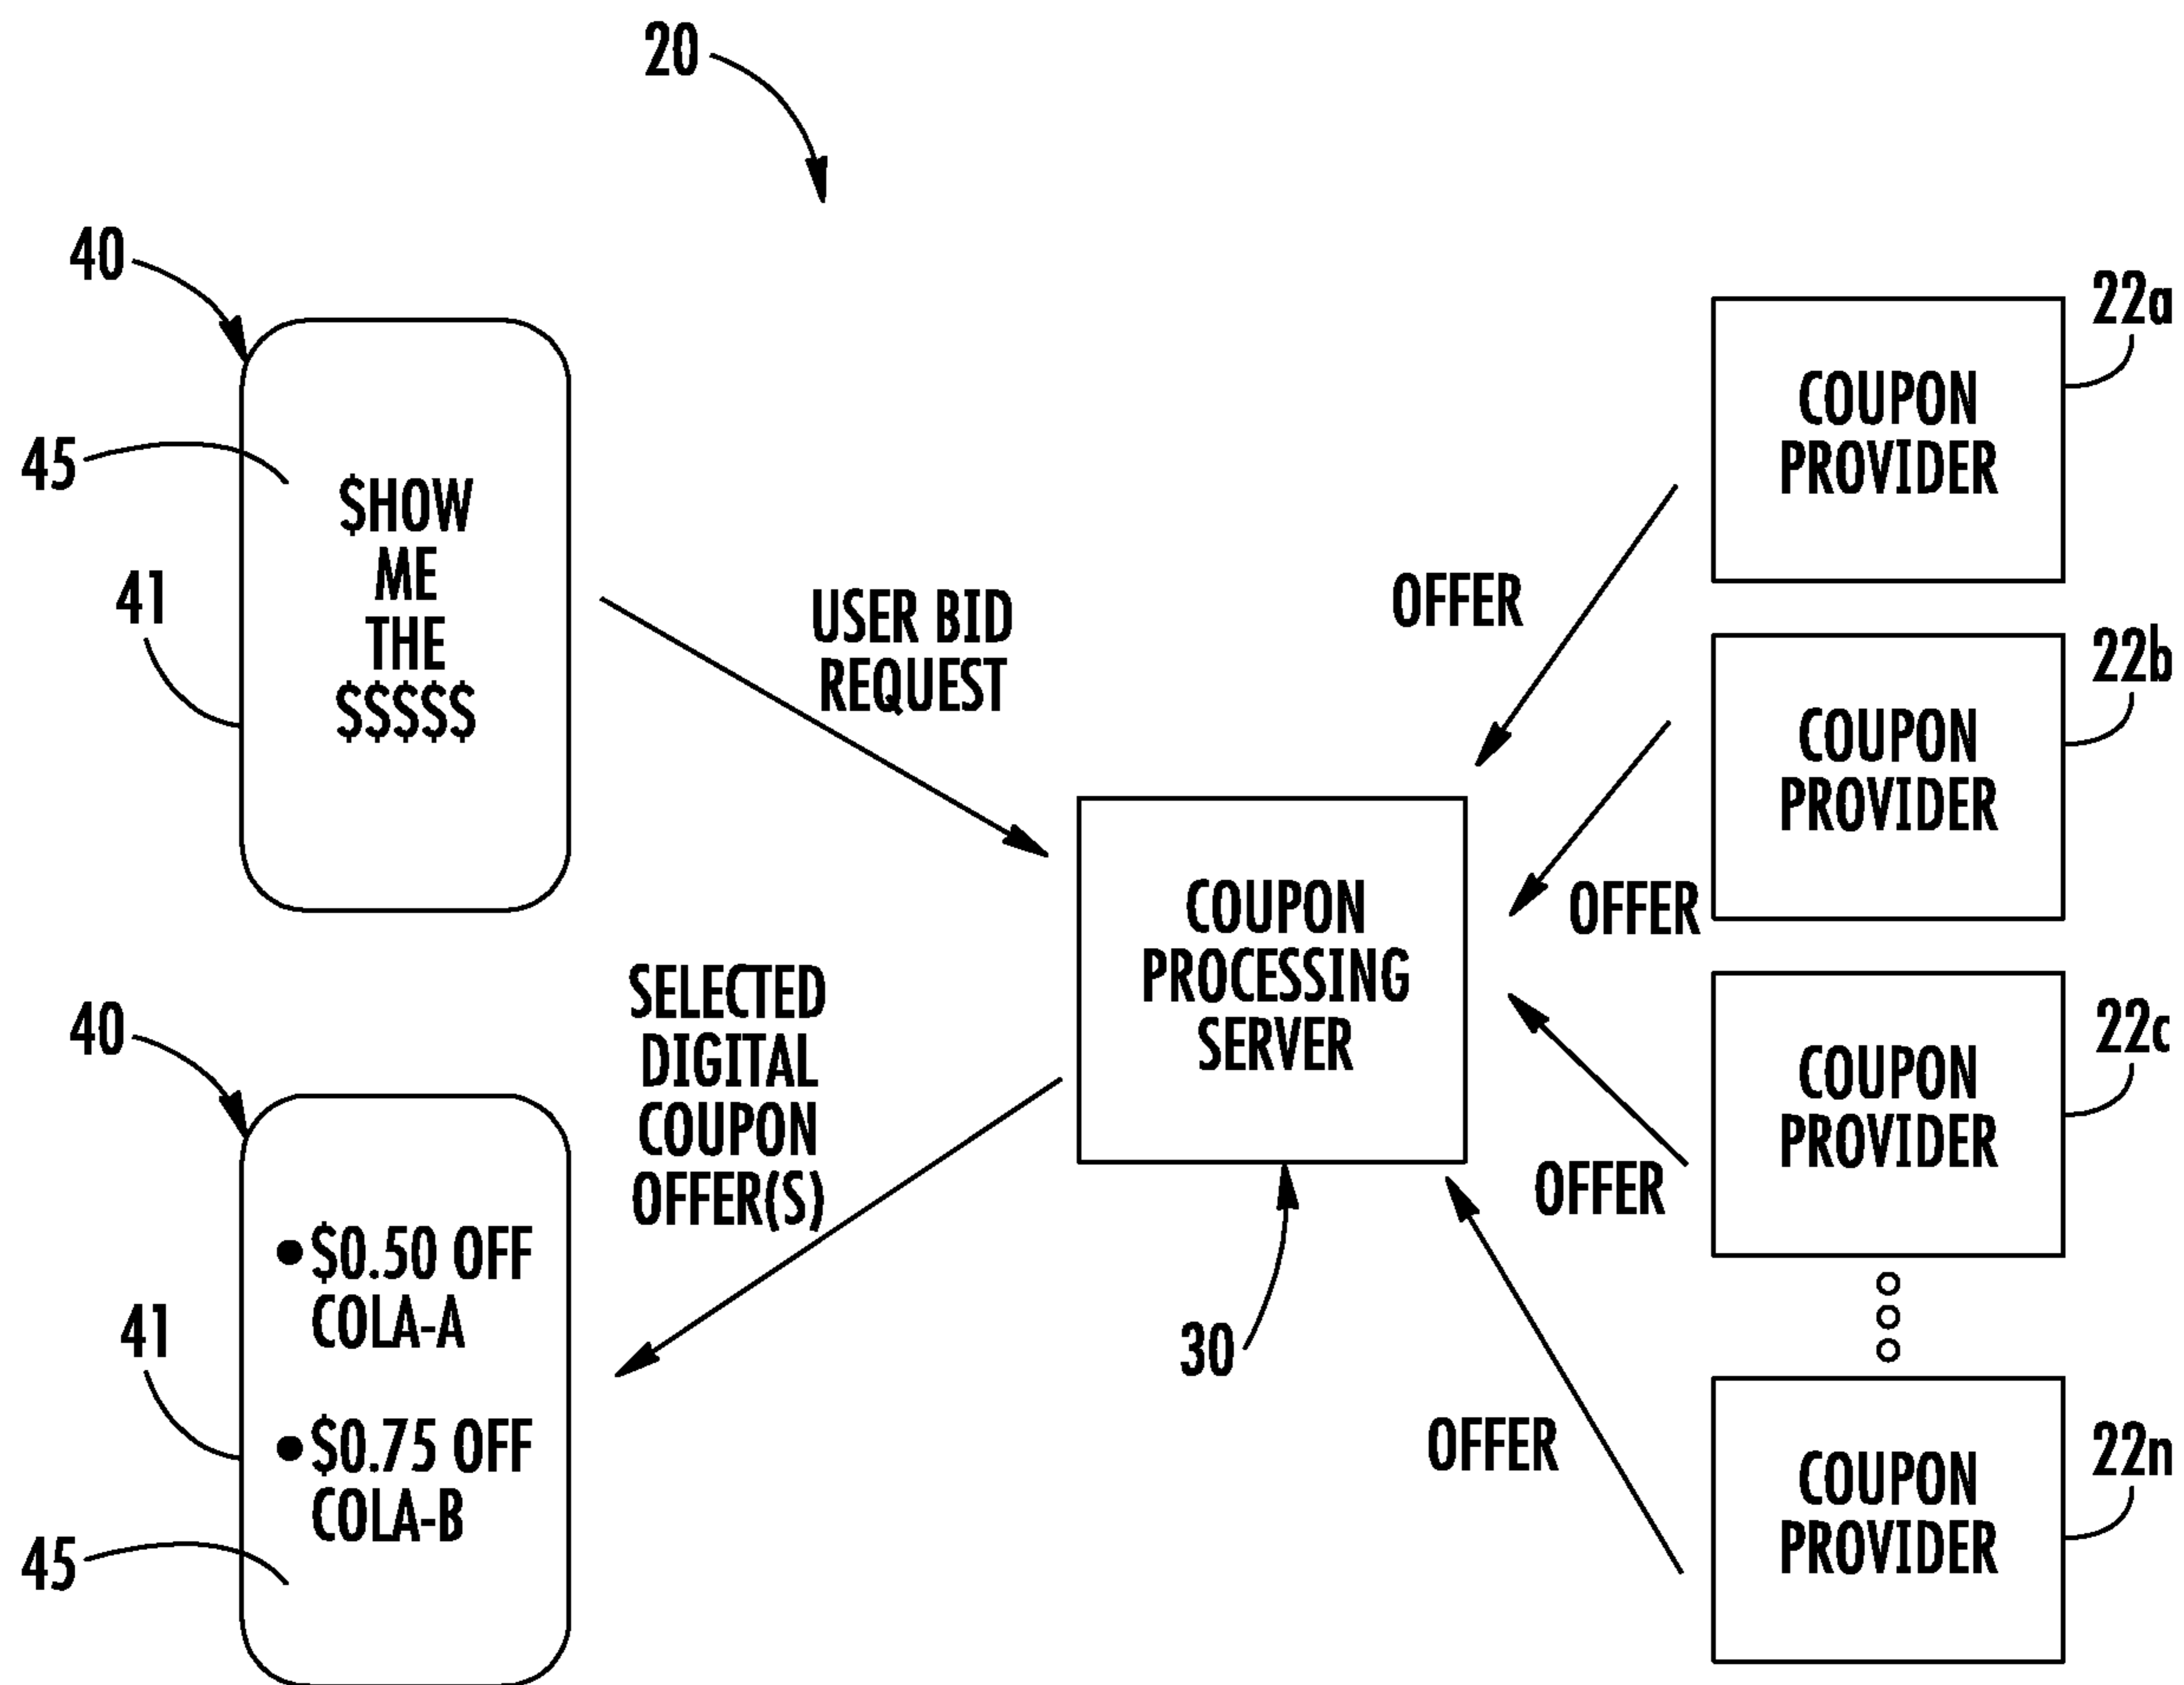 20
40
45
$HOW
ME
THE
$$$$$
41
USER BID
REQUEST
OFFER
COUPON
PROVIDER
22a
OFFER
COUPON
PROVIDER
22b
COUPON
PROCESSING
SERVER
30
SELECTED
DIGITAL
COUPON
OFFER(S)
OFFER
COUPON
PROVIDER
22c
40
●$0.50 OFF
COLA-A
41
●$0.75 OFF
COLA-B
45
OFFER
COUPON
PROVIDER
22n